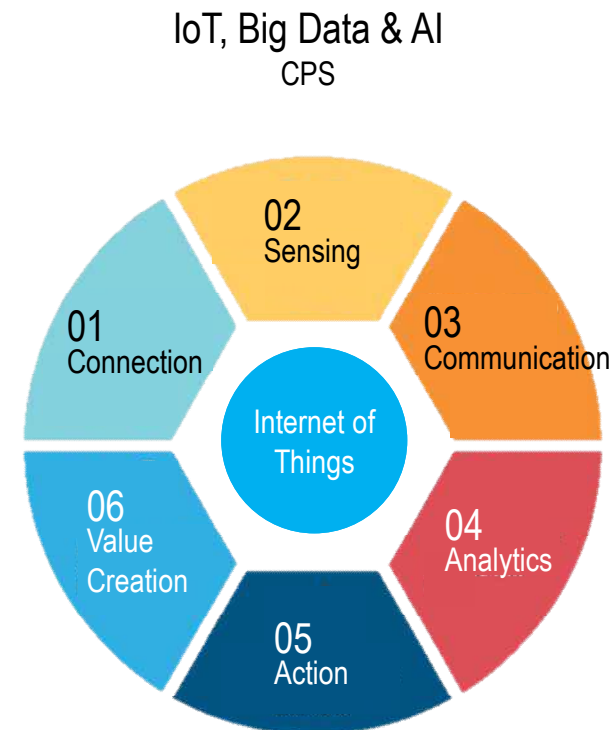 IoT, Big Data & AI
CPS
02
Sensing
01
Connection
03
Communication
Internet of
Things
06
Value
Creation
04
Analytics
05
Action